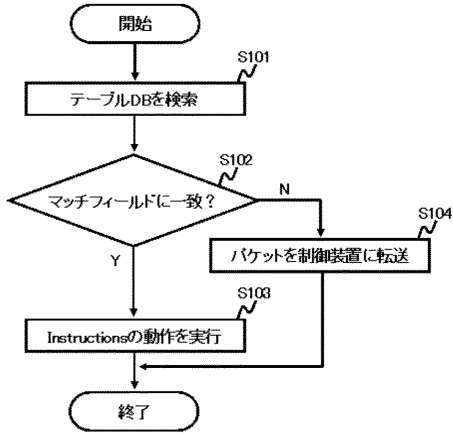 開始
S101
テーブルDBを検索
S102
マッチフィールドに一致？
N
S104
パケットを制御装置に転送
Y
S103
Instructionsの動作を実行
終了